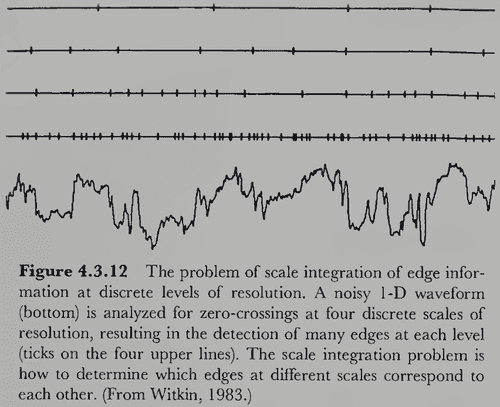 Figure 4.3.12 The problem of scale integration of edge infor-
mation at discrete levels of resolution. A noisy 1-D waveform
(bottom) is analyzed for zero-crossings at four discrete scales of
resolution, resulting in the detection of many edges at each level
(ticks on the four upper lines). The scale integration problem is
how to determine which edges at different scales correspond to
each other. (From Witkin, 1983.)